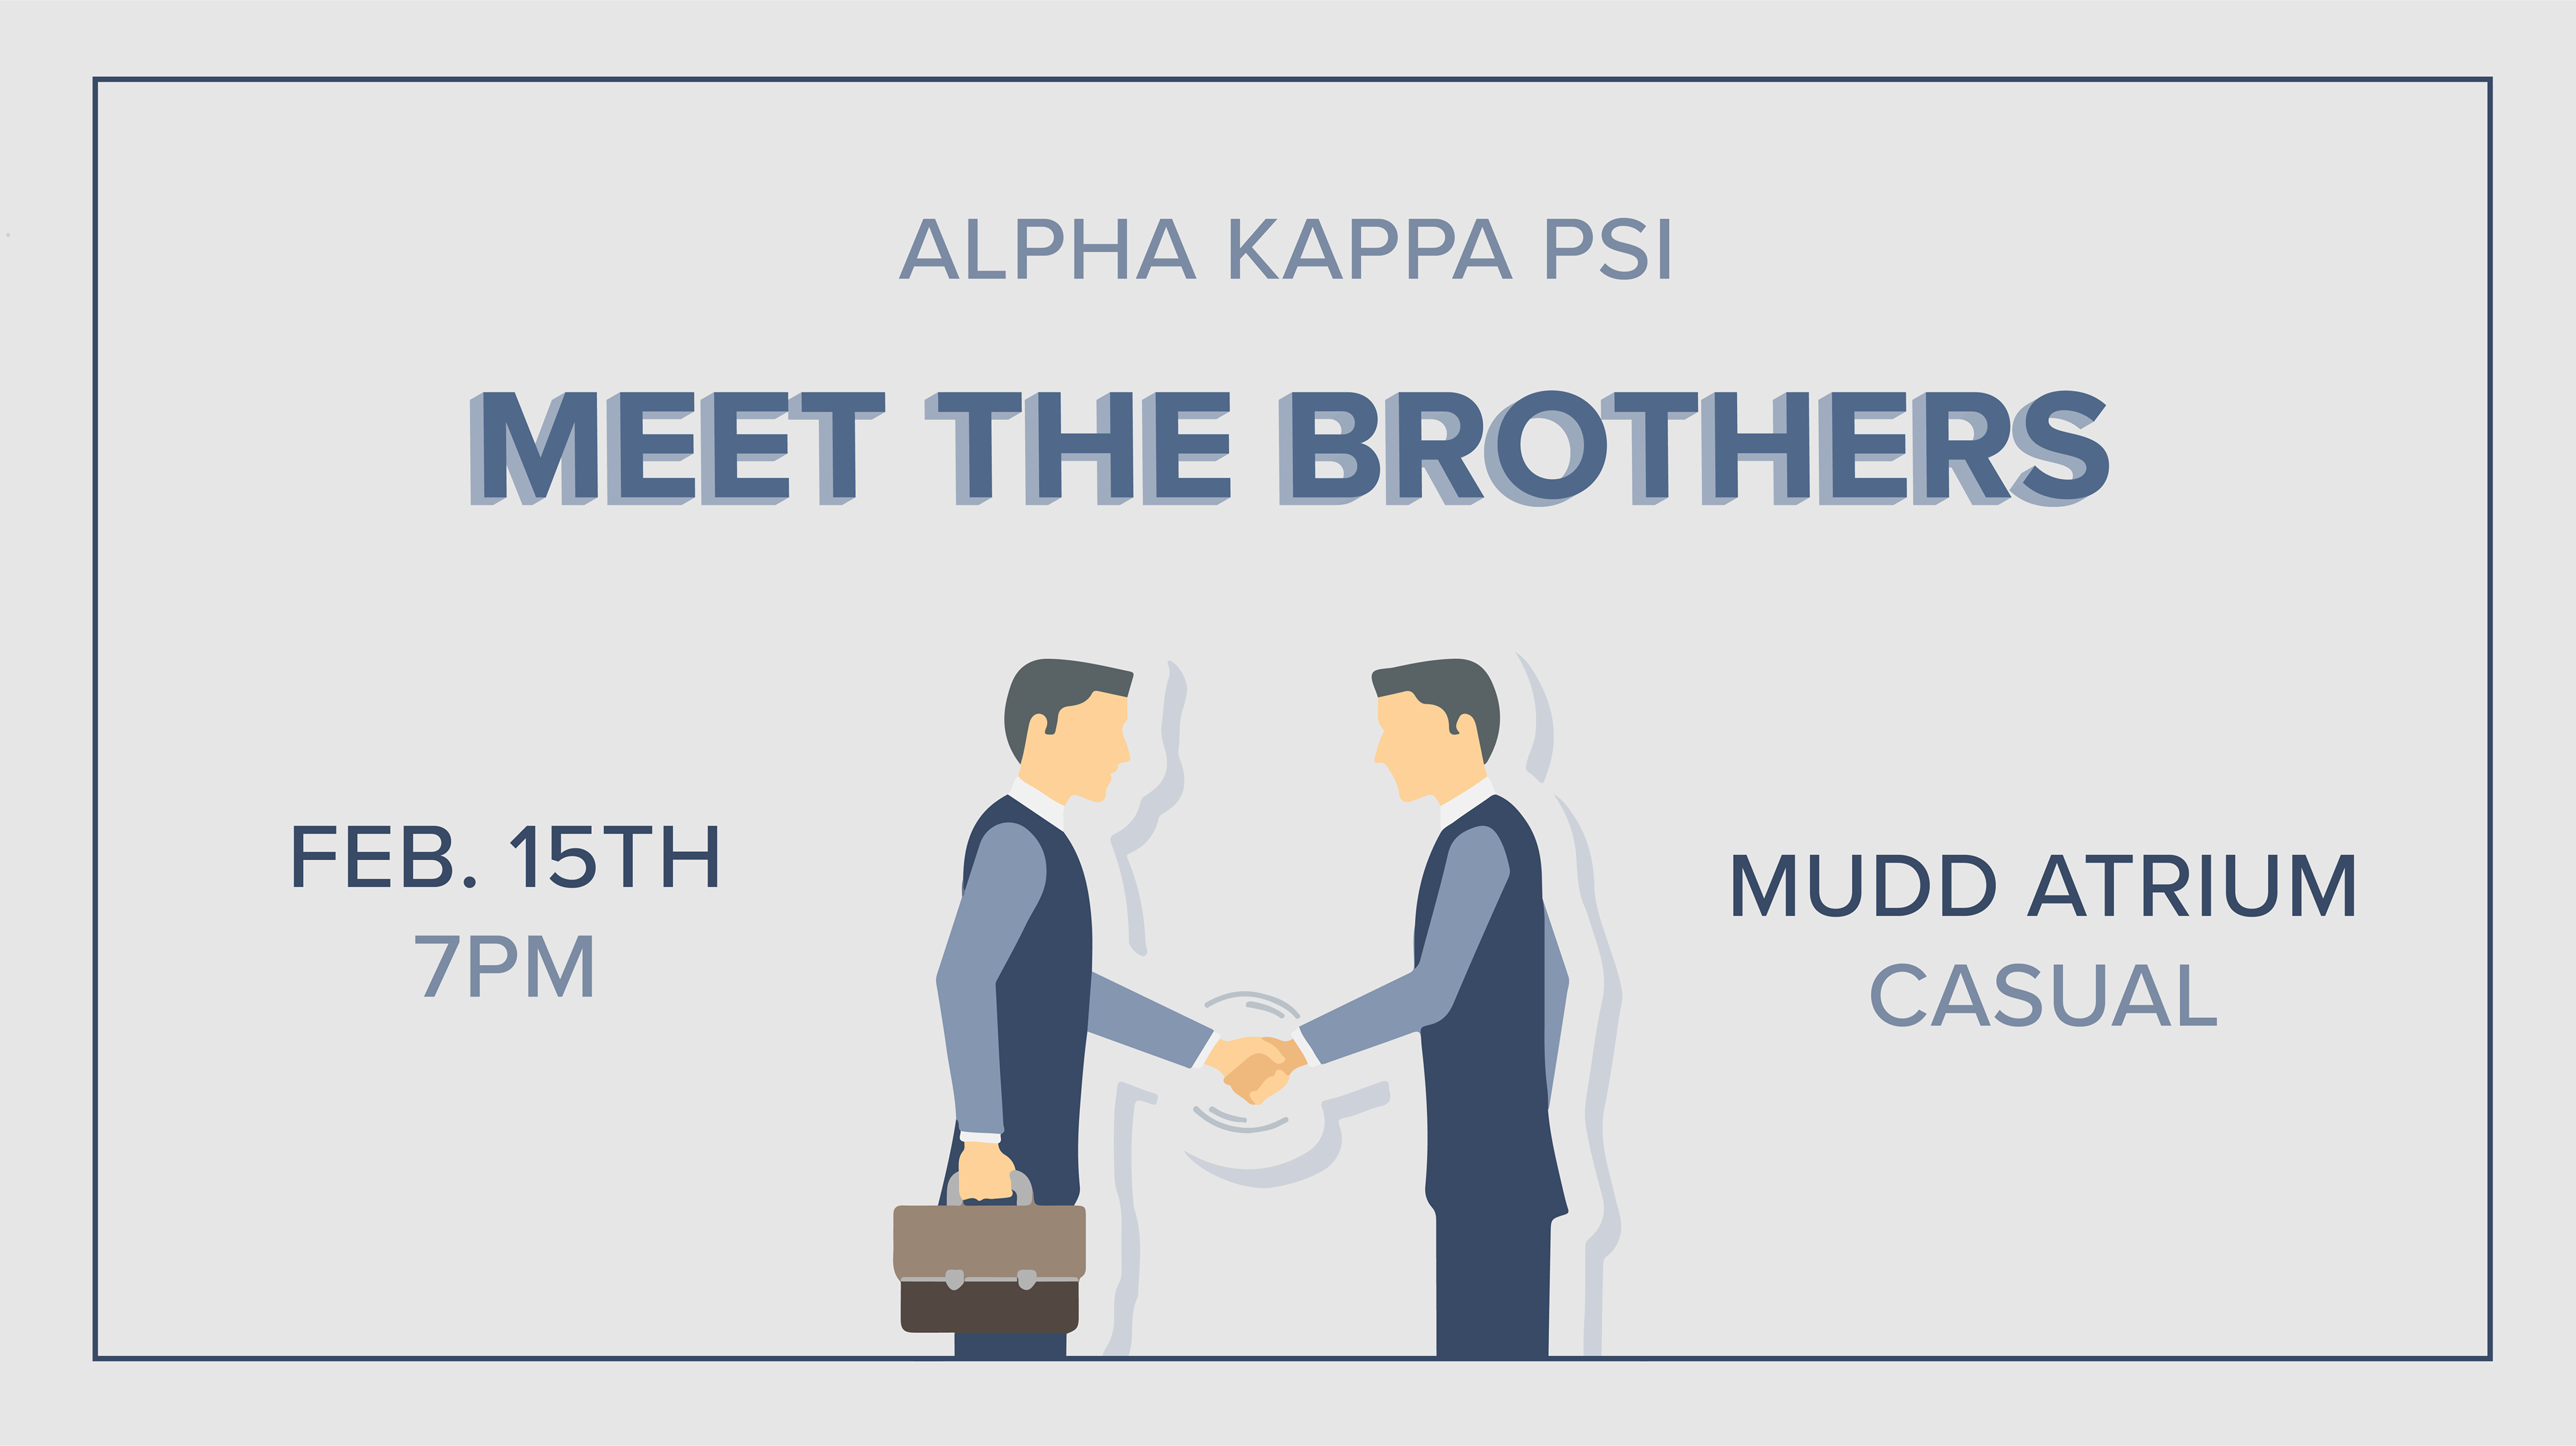 ALPHA KAPPA PSI
MEET THE BROTHERS
FEB. 15TH
7PM
MUDD ATRIUM
CASUAL